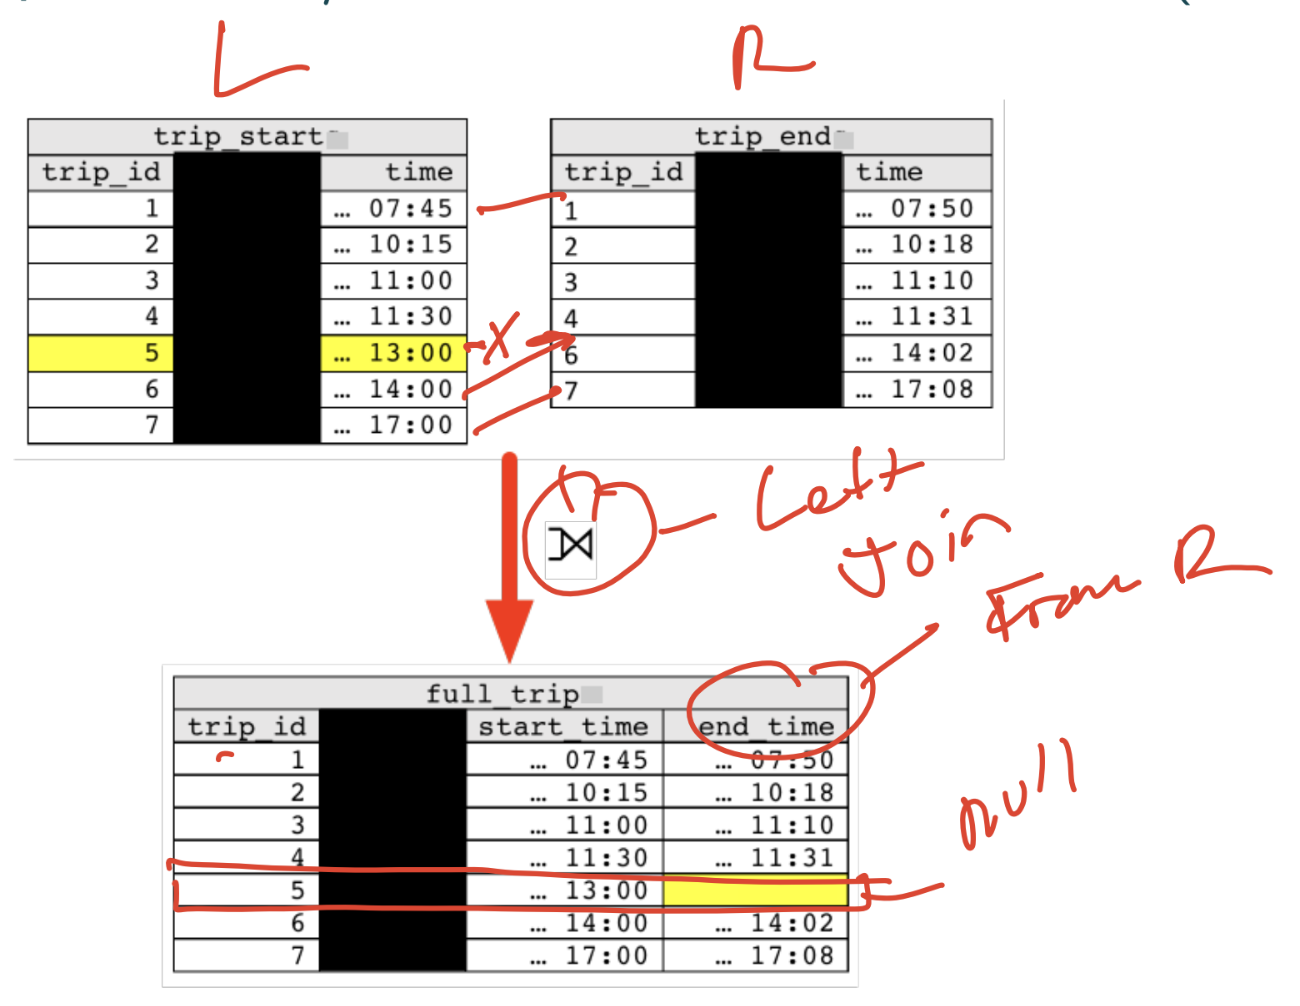 L R
trip_start trip_end
trip_id time trip_id time
1 … 07:45 1 … 07:50
2 … 10:15 2 … 10:18
3 … 11:00 3 … 11:10
4 … 11:30 4 … 11:31
5 … 13:00 X 6 … 14:02
6 … 14:00 7 … 17:08
7 … 17:00
Left
Join
From R
full_trip
trip_id start_time end_time
1 … 07:45 … 07:50
2 … 10:15 … 10:18
3 … 11:00 … 11:10
4 … 11:30 … 11:31
5 … 13:00
null
6 … 14:00 … 14:02
7 … 17:00 … 17:08